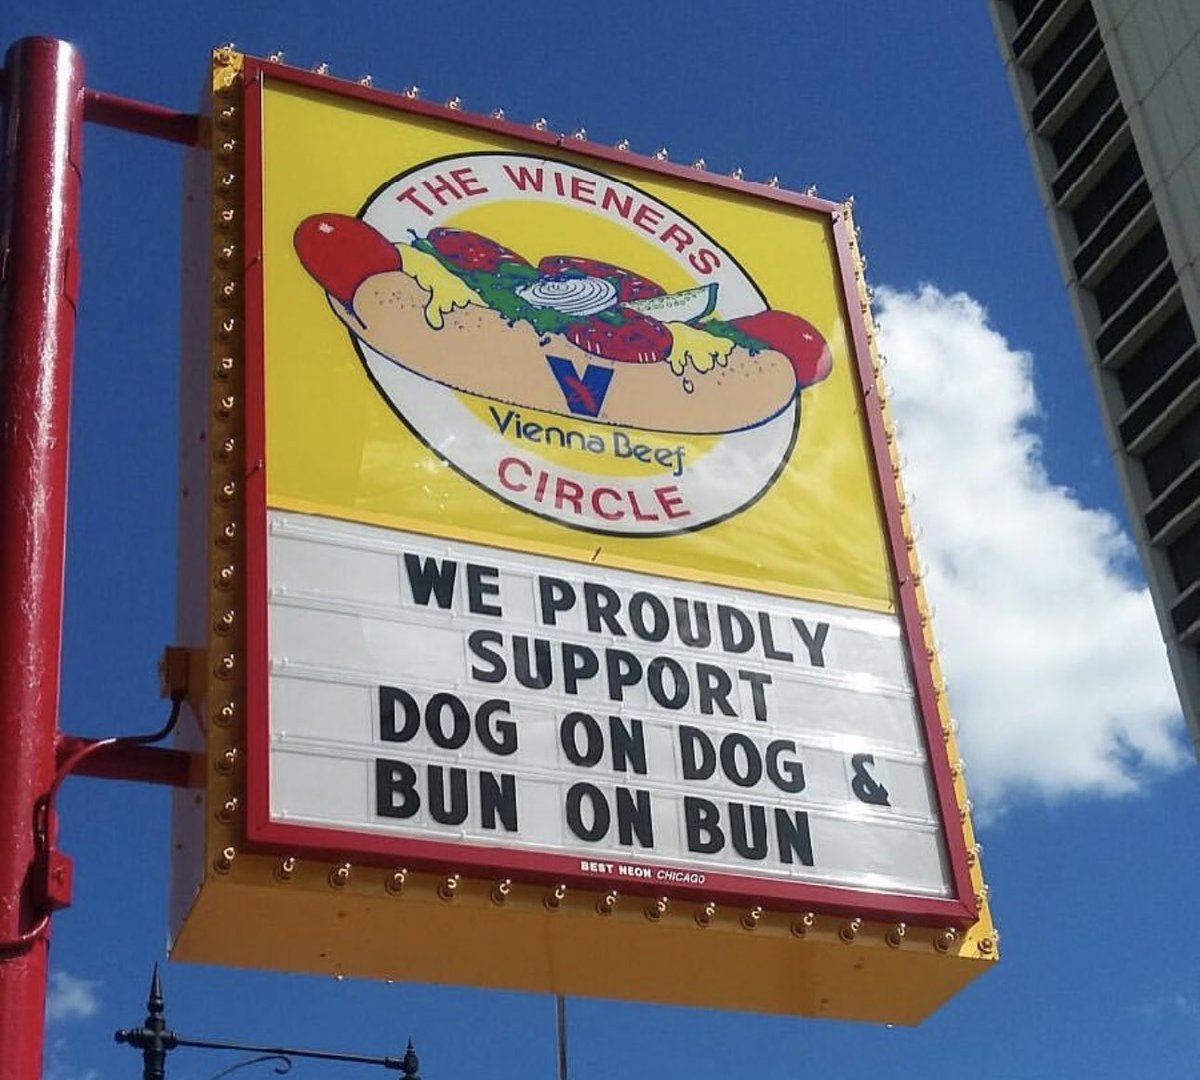 THE WIENERS
V
Vienna Beef
CIRCLE
WE PROUDLY
SUPPORT
DOG ON DOG &
BUN ON BUN
BEST NEON CHICAGO